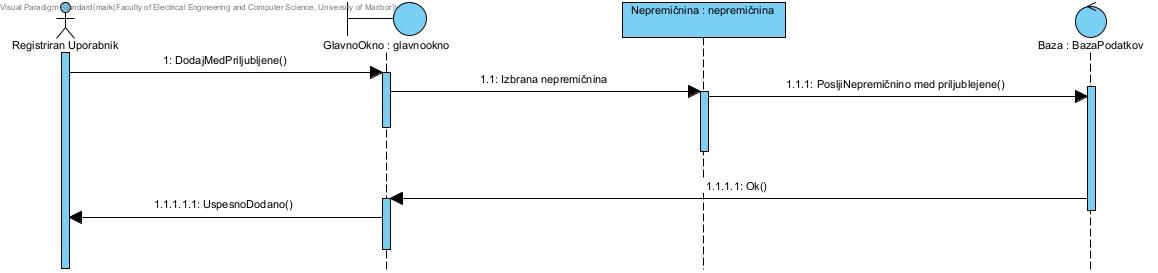 Visual Paradigm Standard(mark(Faculty of Electrical Engineering and Computer Science, University of Maribor))
Registriran Uporabnik
GlavnoOkno : glavnookno
Nepremičnina : nepremičnina
Baza : BazaPodatkov
1: DodajMedPriljubljene()
1.1: Izbrana nepremičnina
1.1.1: PosljiNepremičnino med priljublejene()
1.1.1.1: Ok()
1.1.1.1.1: UspesnoDodano()